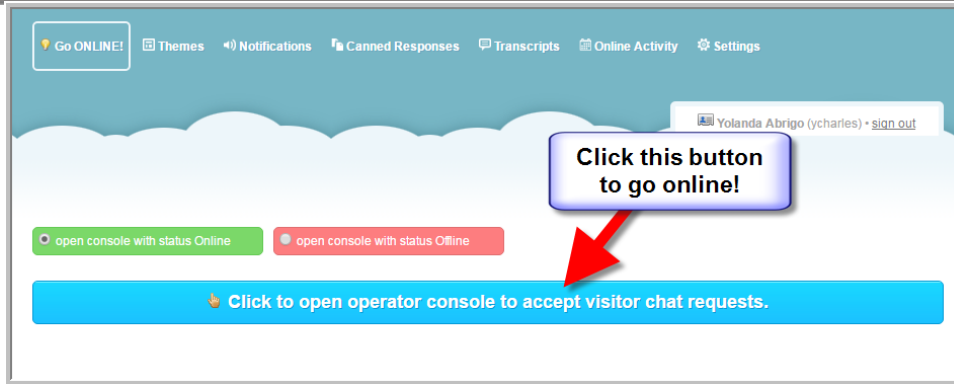 Go ONLINE! Themes Notifications Canned Responses Transcripts Online Activity Settings
Yolanda Abrigo (ycharles) • sign out
Click this button
to go online!
open console with status Online open console with status Offline
Click to open operator console to accept visitor chat requests.